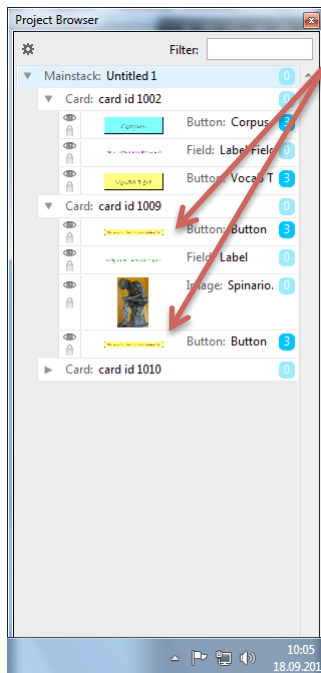 Project Browser
Filter:
Mainstack: Untitled 1 0
Card: card id 1002 0
Button: Corpus 3
Field: Label Field 0
Button: Vocab T 3
Card: card id 1009 0
Button: Button 3
Field: Label 0
Image: Spinario. 0
Button: Button 3
Card: card id 1010 0
10:05
18.09.201